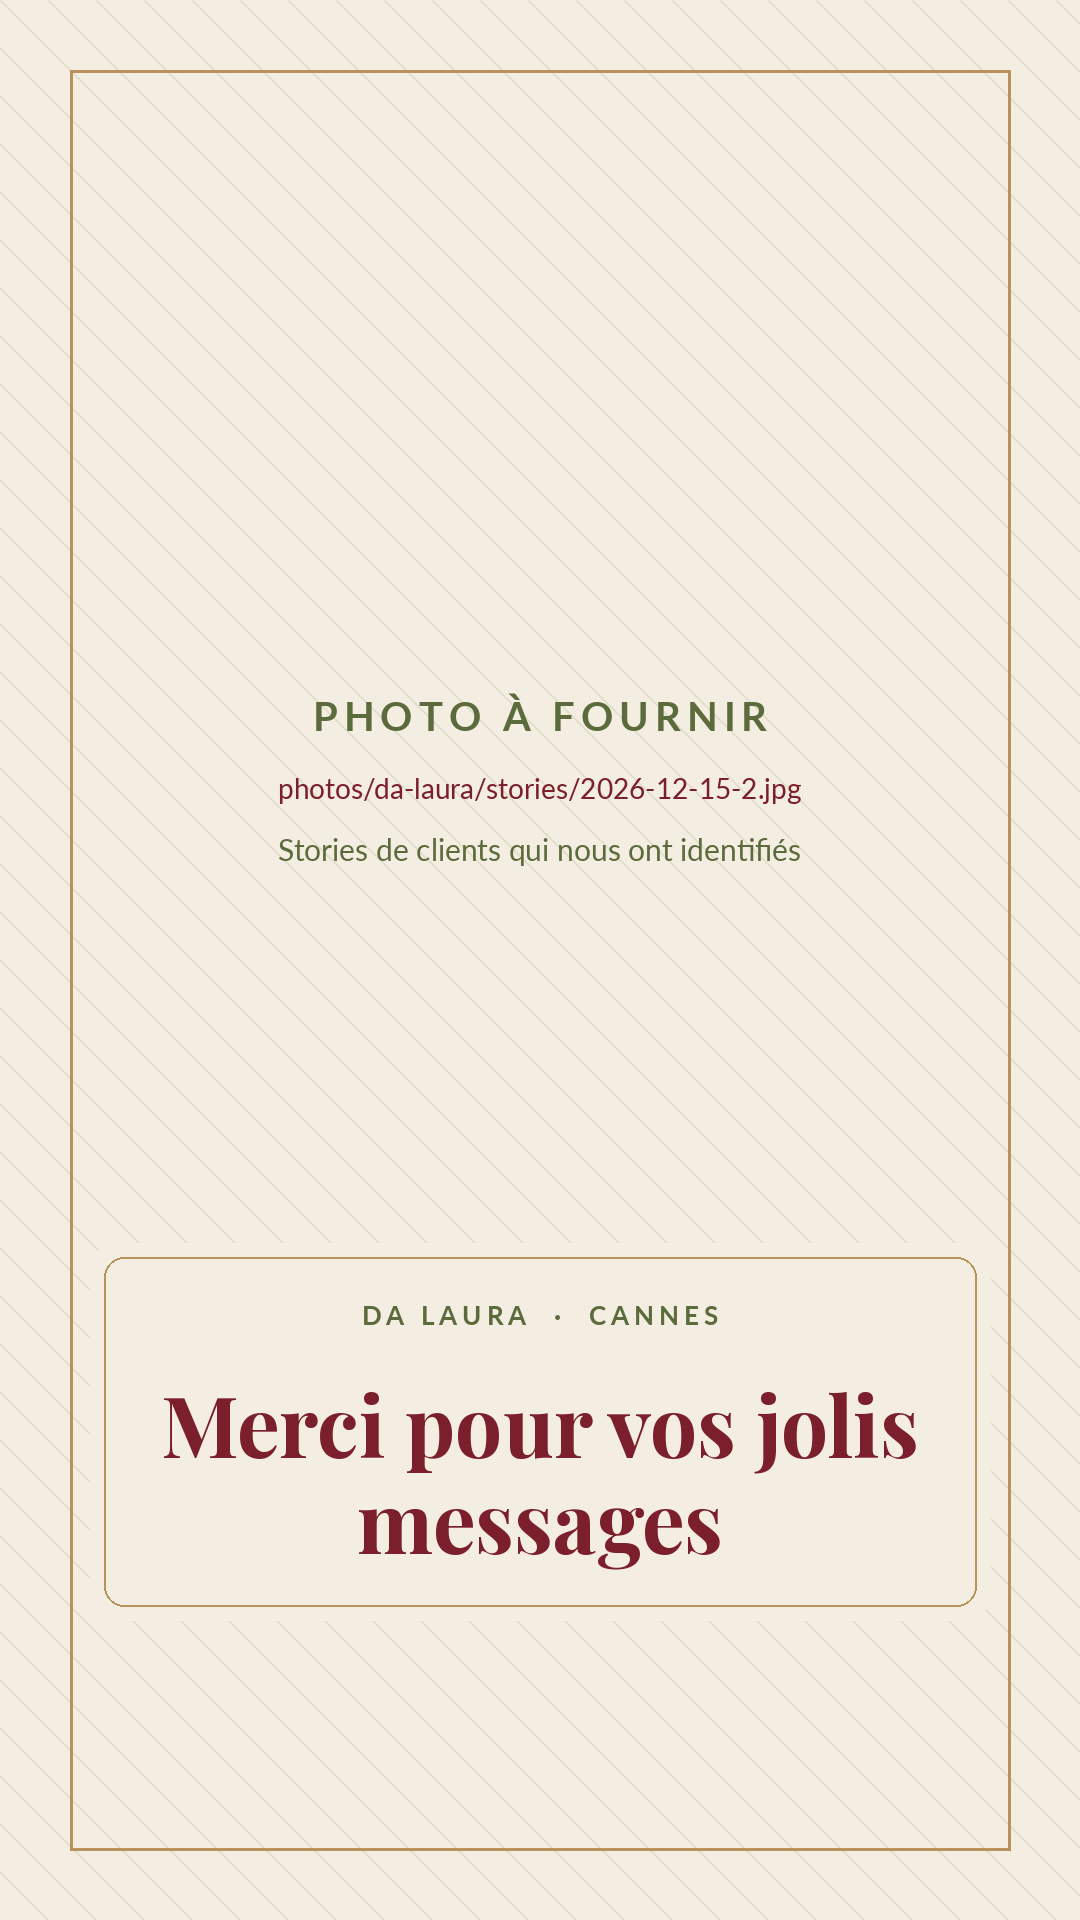 PHOTO À FOURNIR
photos/da-laura/stories/2026-12-15-2.jpg
Stories de clients qui nous ont identifiés
DA LAURA · CANNES
Merci pour vos jolis
messages